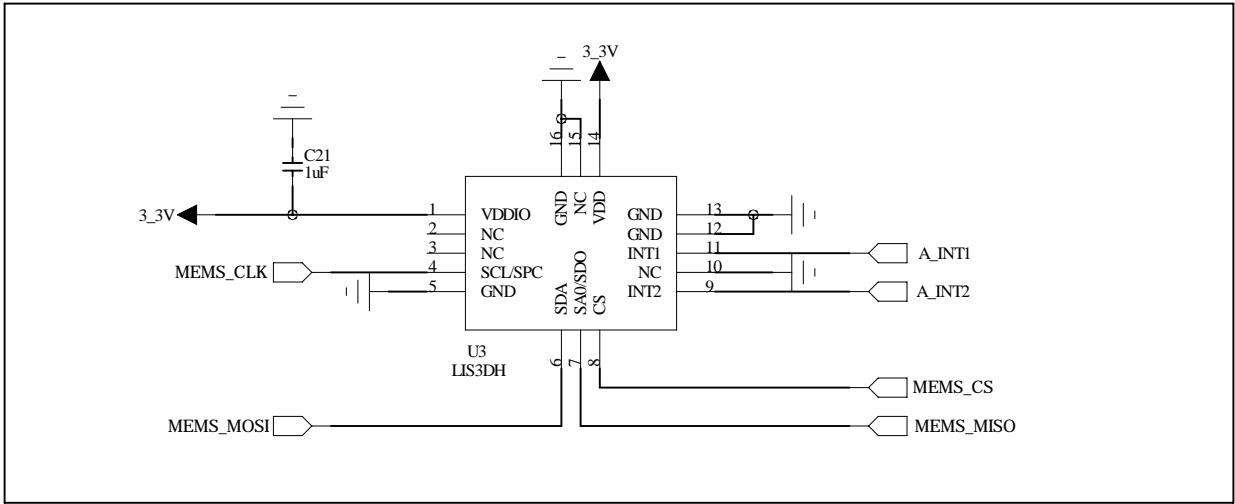 3_3V
16
15
14
C21
1uF
GND
NC
VDD
3_3V
1
VDDIO
GND
13
2
NC
GND
12
3
NC
INT1
11
A_INT1
MEMS_CLK
4
SCL/SPC
NC
10
5
GND
INT2
9
A_INT2
SDA
SA0/SDO
CS
U3
LIS3DH
6
7
8
MEMS_CS
MEMS_MOSI
MEMS_MISO